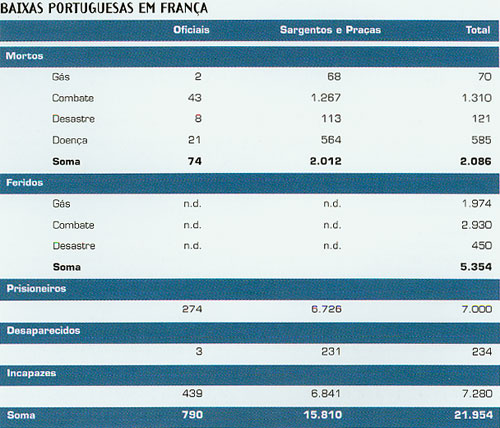 BAIXAS PORTUGUESAS EM FRANÇA
Oficiais Sargentos e Praças Total
Mortos
Gás 2 68 70
Combate 43 1.267 1.310
Desastre 8 113 121
Doença 21 564 585
Soma 74 2.012 2.086
Feridos
Gás n.d. n.d. 1.974
Combate n.d. n.d. 2.930
Desastre n.d. n.d. 450
Soma 5.354
Prisioneiros
274 6.726 7.000
Desaparecidos
3 231 234
Incapazes
439 6.841 7.280
Soma 790 15.810 21.954